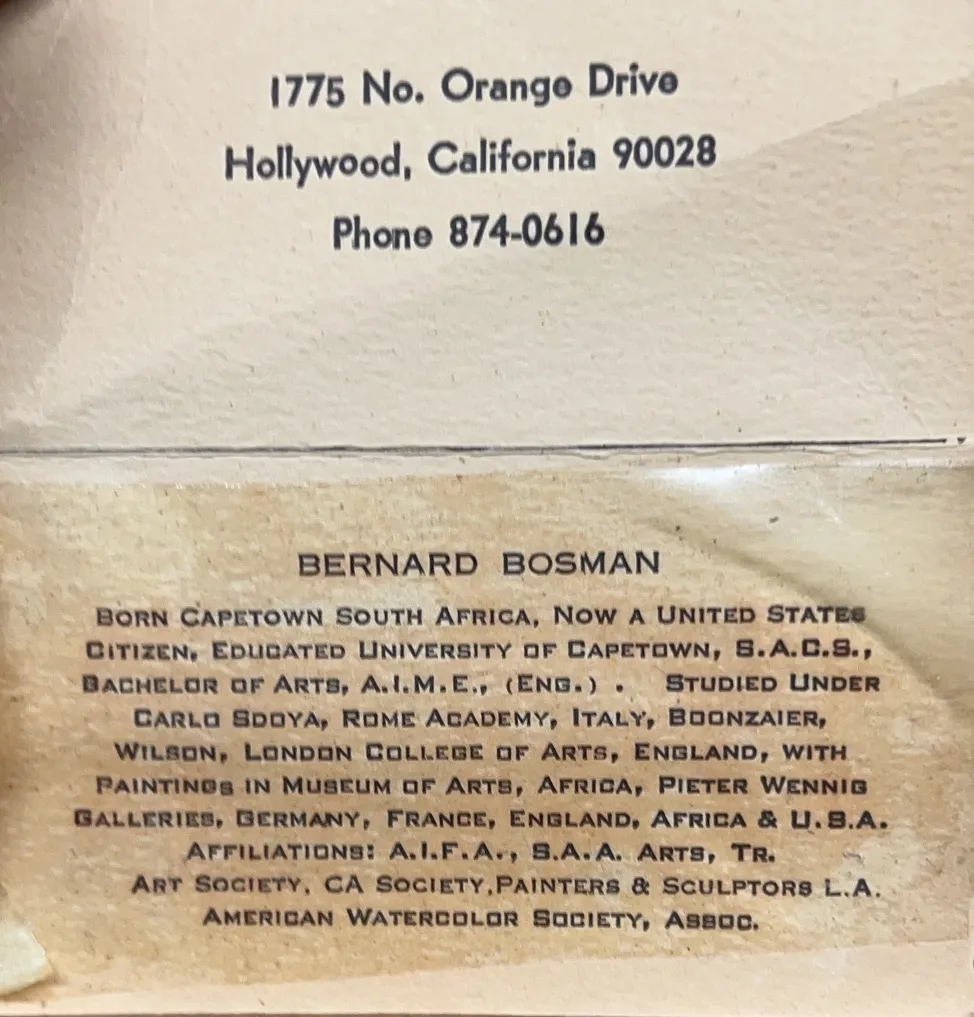 1775 No. Orange Drive
Hollywood, California 90028
Phone 874-0616
BERNARD BOSMAN
BORN CAPETOWN SOUTH AFRICA, NOW A UNITED STATES
CITIZEN, EDUCATED UNIVERSITY OF CAPETOWN, S.A.C.S.,
BACHELOR OF ARTS, A.I.M.E., (ENG.) . STUDIED UNDER
CARLO SDOYA, ROME ACADEMY, ITALY, BOONZAIER,
WILSON, LONDON COLLEGE OF ARTS, ENGLAND, WITH
PAINTINGS IN MUSEUM OF ARTS, AFRICA, PIETER WENNIG
GALLERIES, GERMANY, FRANCE, ENGLAND, AFRICA & U.S.A.
AFFILIATIONS: A.I.F.A., S.A.A. ARTS, TR.
ART SOCIETY, CA SOCIETY,PAINTERS & SCULPTORS L.A.
AMERICAN WATERCOLOR SOCIETY, ASSOC.